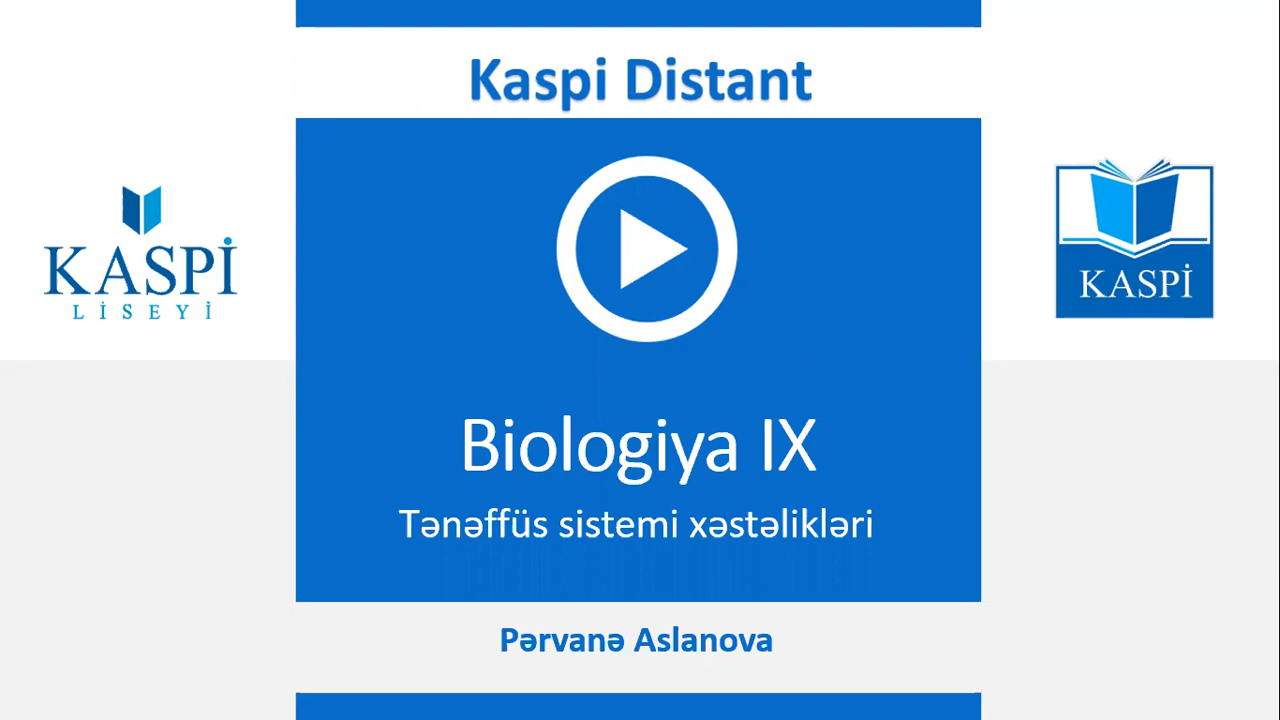 Kaspi Distant
KASPİ
LİSEYİ
KASPİ
Biologiya IX
Tənəffüs sistemi xəstəlikləri
Pərvanə Aslanova